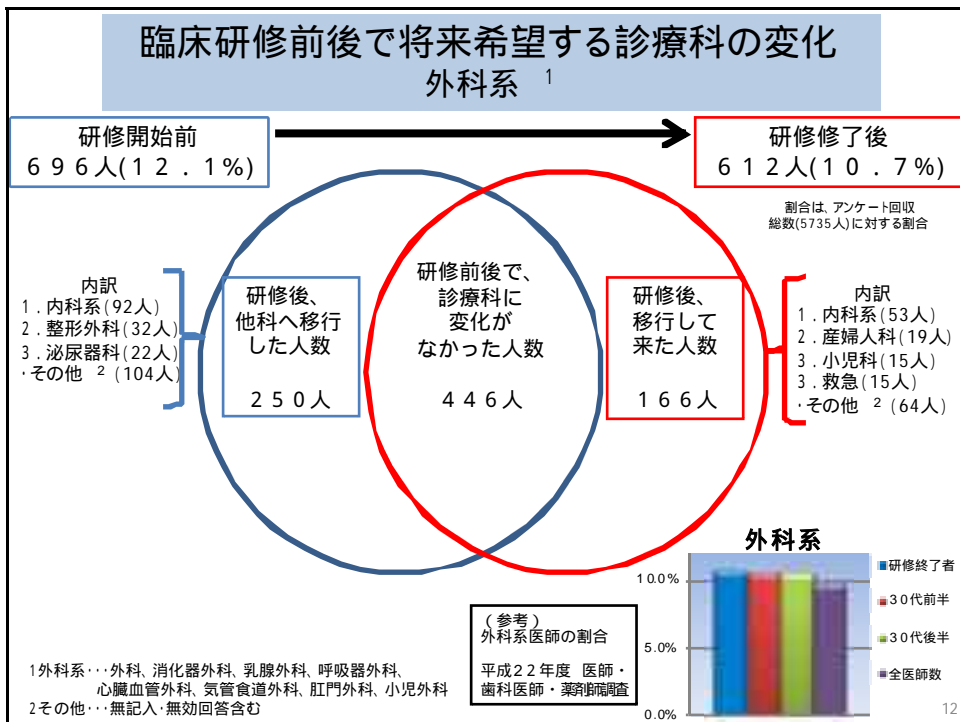 臨床研修前後で将来希望する診療科の変化
外科系 1
研修開始前
696人(12.1%)
研修修了後
612人(10.7%)
割合は、アンケート回収
総数(5735人)に対する割合
内訳
1.内科系(92人)
2.整形外科(32人)
3.泌尿器科(22人)
・その他 2 (104人)
研修後、
他科へ移行
した人数
250人
研修前後で、
診療科に
変化が
なかった人数
446人
研修後、
移行して
来た人数
166人
内訳
1.内科系(53人)
2.産婦人科(19人)
3.小児科(15人)
3.救急(15人)
・その他 2 (64人)
外科系
10.0%
5.0%
0.0%
研修終了者
30代前半
30代後半
全医師数
(参考)
外科系医師の割合
平成22年度 医師・
歯科医師・薬剤師調査
1外科系・・・外科、消化器外科、乳腺外科、呼吸器外科、
心臓血管外科、気管食道外科、肛門外科、小児外科
2その他・・・無記入・無効回答含む
12